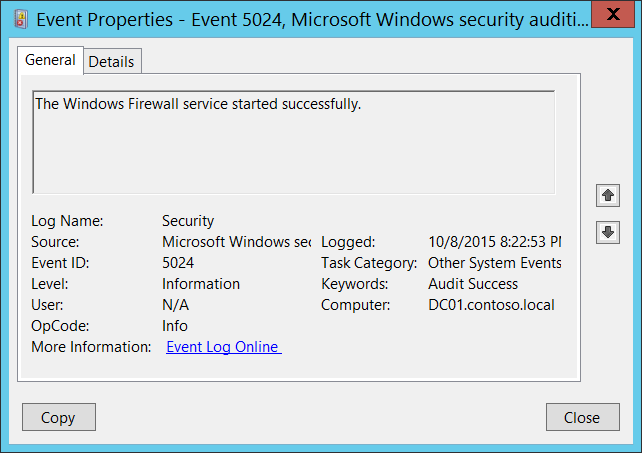 Event Properties - Event 5024, Microsoft Windows security auditi...
X
General Details
The Windows Firewall service started successfully.
Log Name: Security
Source: Microsoft Windows sec Logged: 10/8/2015 8:22:53 PM
Event ID: 5024 Task Category: Other System Events
Level: Information Keywords: Audit Success
User: N/A Computer: DC01.contoso.local
OpCode: Info
More Information: Event Log Online
Copy Close